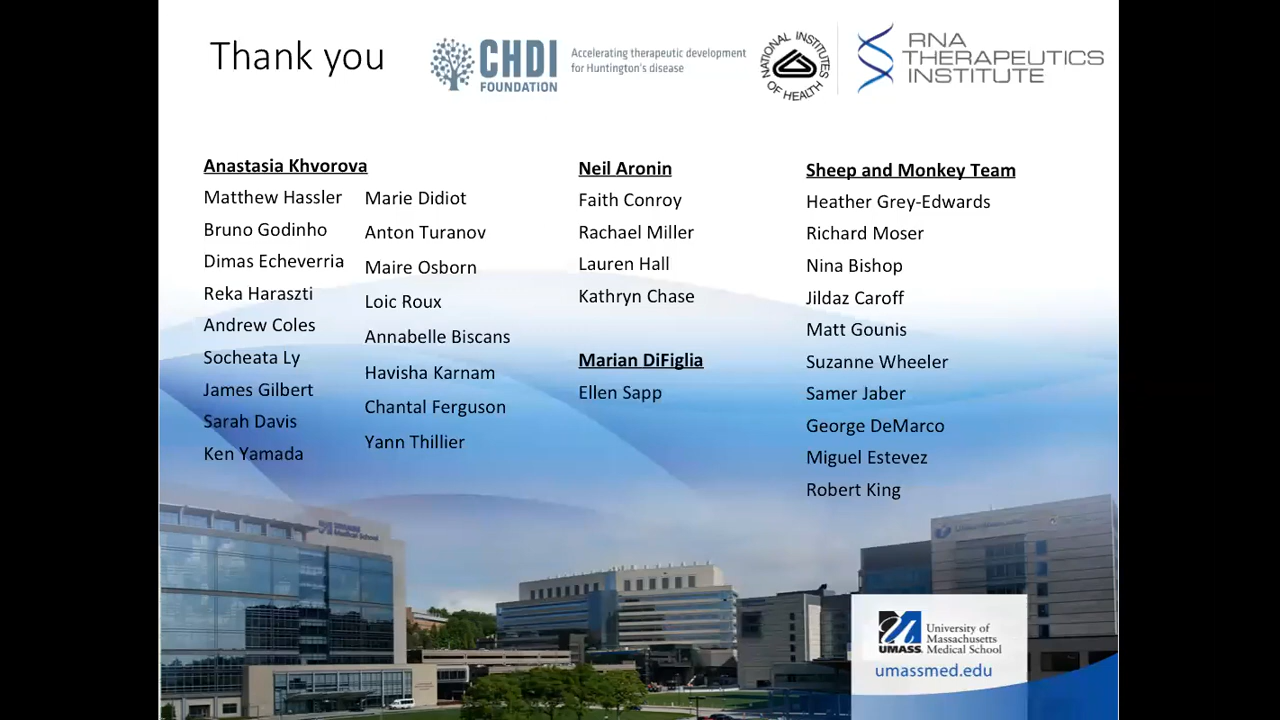 Thank you
CHDI
FOUNDATION
Accelerating therapeutic development
for Huntington's disease
NATIONAL INSTITUTES
OF HEALTH
RNA
THERAPEUTICS
INSTITUTE
Anastasia Khvorova
Matthew Hassler
Bruno Godinho
Dimas Echeverria
Reka Haraszti
Andrew Coles
Socheata Ly
James Gilbert
Sarah Davis
Ken Yamada
Marie Didiot
Anton Turanov
Maire Osborn
Loic Roux
Annabelle Biscans
Havisha Karnam
Chantal Ferguson
Yann Thillier
Neil Aronin
Faith Conroy
Rachael Miller
Lauren Hall
Kathryn Chase
Marian DiFiglia
Ellen Sapp
Sheep and Monkey Team
Heather Grey-Edwards
Richard Moser
Nina Bishop
Jildaz Caroff
Matt Gounis
Suzanne Wheeler
Samer Jaber
George DeMarco
Miguel Estevez
Robert King
Medical School
UMASS
University of
Massachusetts
Medical School
umassmed.edu